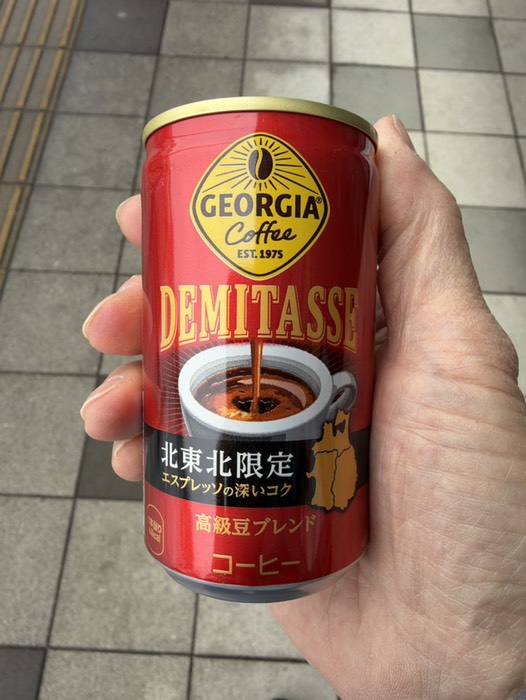 GEORGIA®
Coffee
EST. 1975
DEMITASSE
北東北限定
エスプレッソの深いコク
高級豆ブレンド
コーヒー